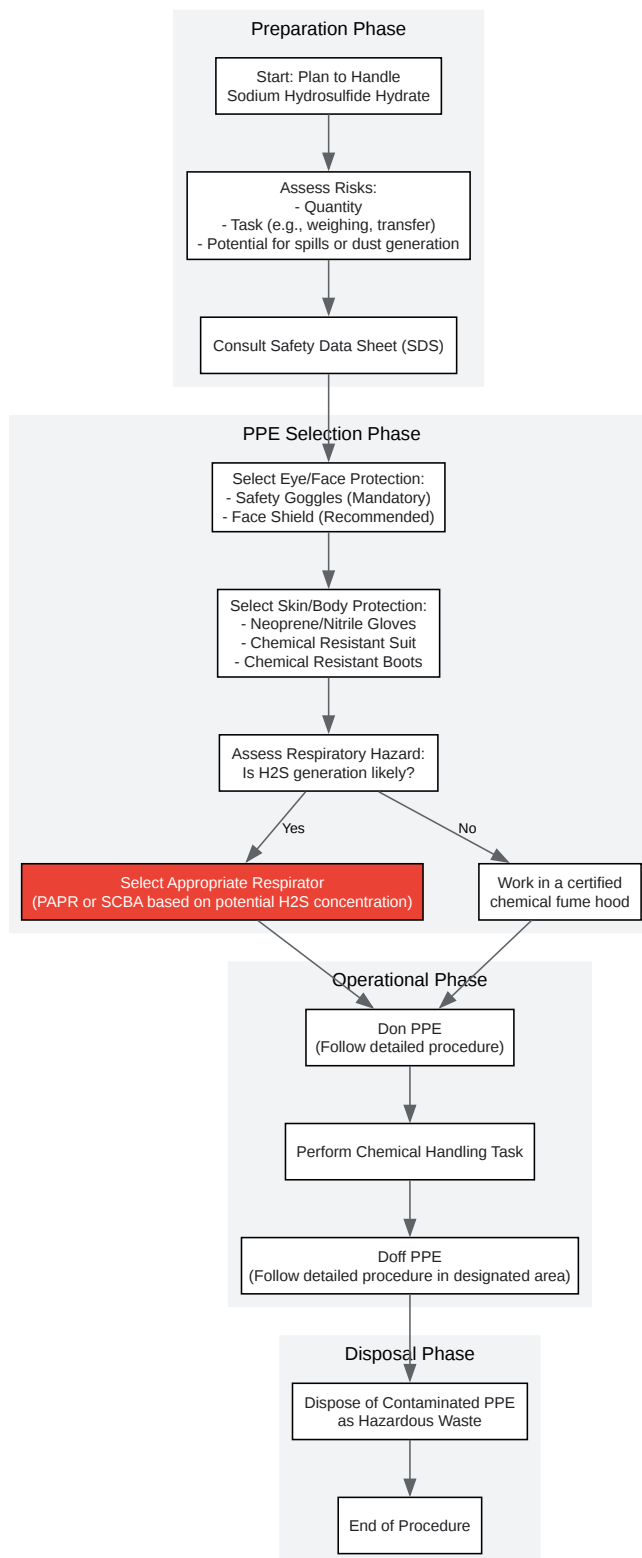 Preparation Phase
Start: Plan to Handle
Sodium Hydrosulfide Hydrate
Assess Risks:
- Quantity
- Task (e.g., weighing, transfer)
- Potential for spills or dust generation
Consult Safety Data Sheet (SDS)
PPE Selection Phase
Select Eye/Face Protection:
- Safety Goggles (Mandatory)
- Face Shield (Recommended)
Select Skin/Body Protection:
- Neoprene/Nitrile Gloves
- Chemical Resistant Suit
- Chemical Resistant Boots
Assess Respiratory Hazard:
Is H2S generation likely?
Yes
No
Select Appropriate Respirator
(PAPR or SCBA based on potential H2S concentration)
Work in a certified
chemical fume hood
Operational Phase
Don PPE
(Follow detailed procedure)
Perform Chemical Handling Task
Doff PPE
(Follow detailed procedure in designated area)
Disposal Phase
Dispose of Contaminated PPE
as Hazardous Waste
End of Procedure